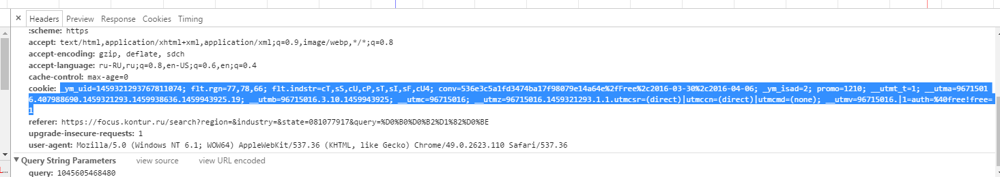 × Headers Preview Response Cookies Timing
:scheme: https
accept: text/html,application/xhtml+xml,application/xml;q=0.9,image/webp,*/*;q=0.8
accept-encoding: gzip, deflate, sdch
accept-language: ru-RU,ru;q=0.8,en-US;q=0.6,en;q=0.4
cache-control: max-age=0
cookie: _ym_uid=1459321293767811074; flt.rgn=77,78,66; flt.indstr=cT,sS,cU,cP,sT,sI,sF,cU4; conv=536e3c5a1fd3474ba17f98079e14a64e%2fFree%2c2016-03-30%2c2016-04-06; _ym_isad=2; promo=1210; __utmt_t=1; __utma=9671501
6.407988690.1459321293.1459938636.1459943925.19; __utmb=96715016.3.10.1459943925; __utmc=96715016; __utmz=96715016.1459321293.1.1.utmcsr=(direct)|utmccn=(direct)|utmcmd=(none); __utmv=96715016.|1=auth=%40free!free=
1
referer: https://focus.kontur.ru/search?region=&industry=&state=081077917&query=%D0%B0%D0%B2%D1%82%D0%BE
upgrade-insecure-requests: 1
user-agent: Mozilla/5.0 (Windows NT 6.1; WOW64) AppleWebKit/537.36 (KHTML, like Gecko) Chrome/49.0.2623.110 Safari/537.36
L... ▼ Query String Parameters view source view URL encoded
query: 1045605468480